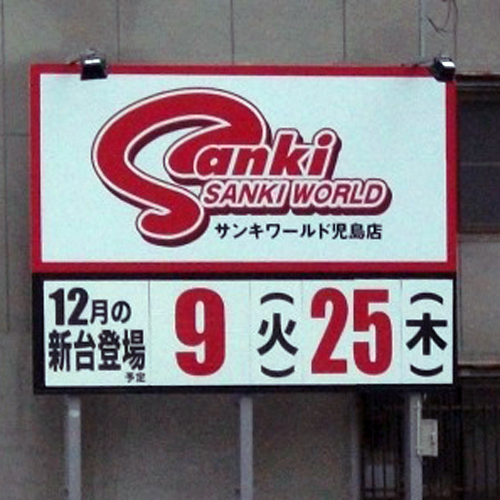 Sanki
SANKI WORLD
サンキワールド児島店
12月の
新台登場
予定
9(火)25(木)